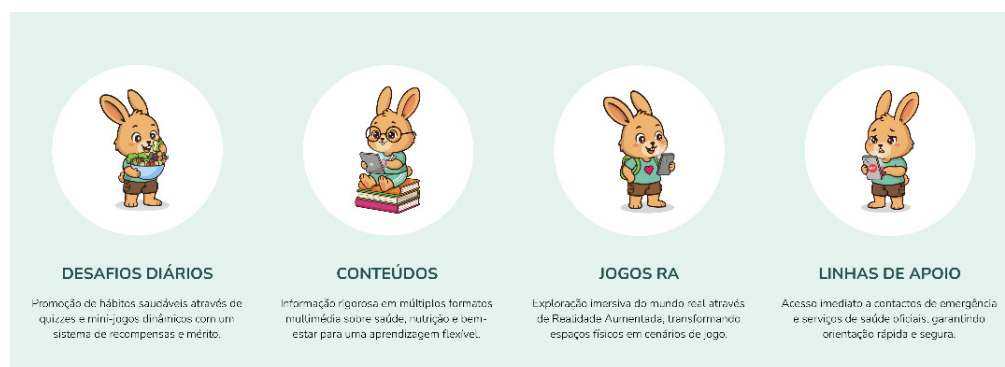 DESAFIOS DIÁRIOS
Promoção de hábitos saudáveis através de
quizzes e mini-jogos dinâmicos com um
sistema de recompensas e mérito.
CONTEÚDOS
Informação rigorosa em múltiplos formatos
multimédia sobre saúde, nutrição e bem-
estar para uma aprendizagem flexível.
JOGOS RA
Exploração imersiva do mundo real através
de Realidade Aumentada, transformando
espaços físicos em cenários de jogo.
LINHAS DE APOIO
Acesso imediato a contactos de emergência
e serviços de saúde oficiais, garantindo
orientação rápida e segura.